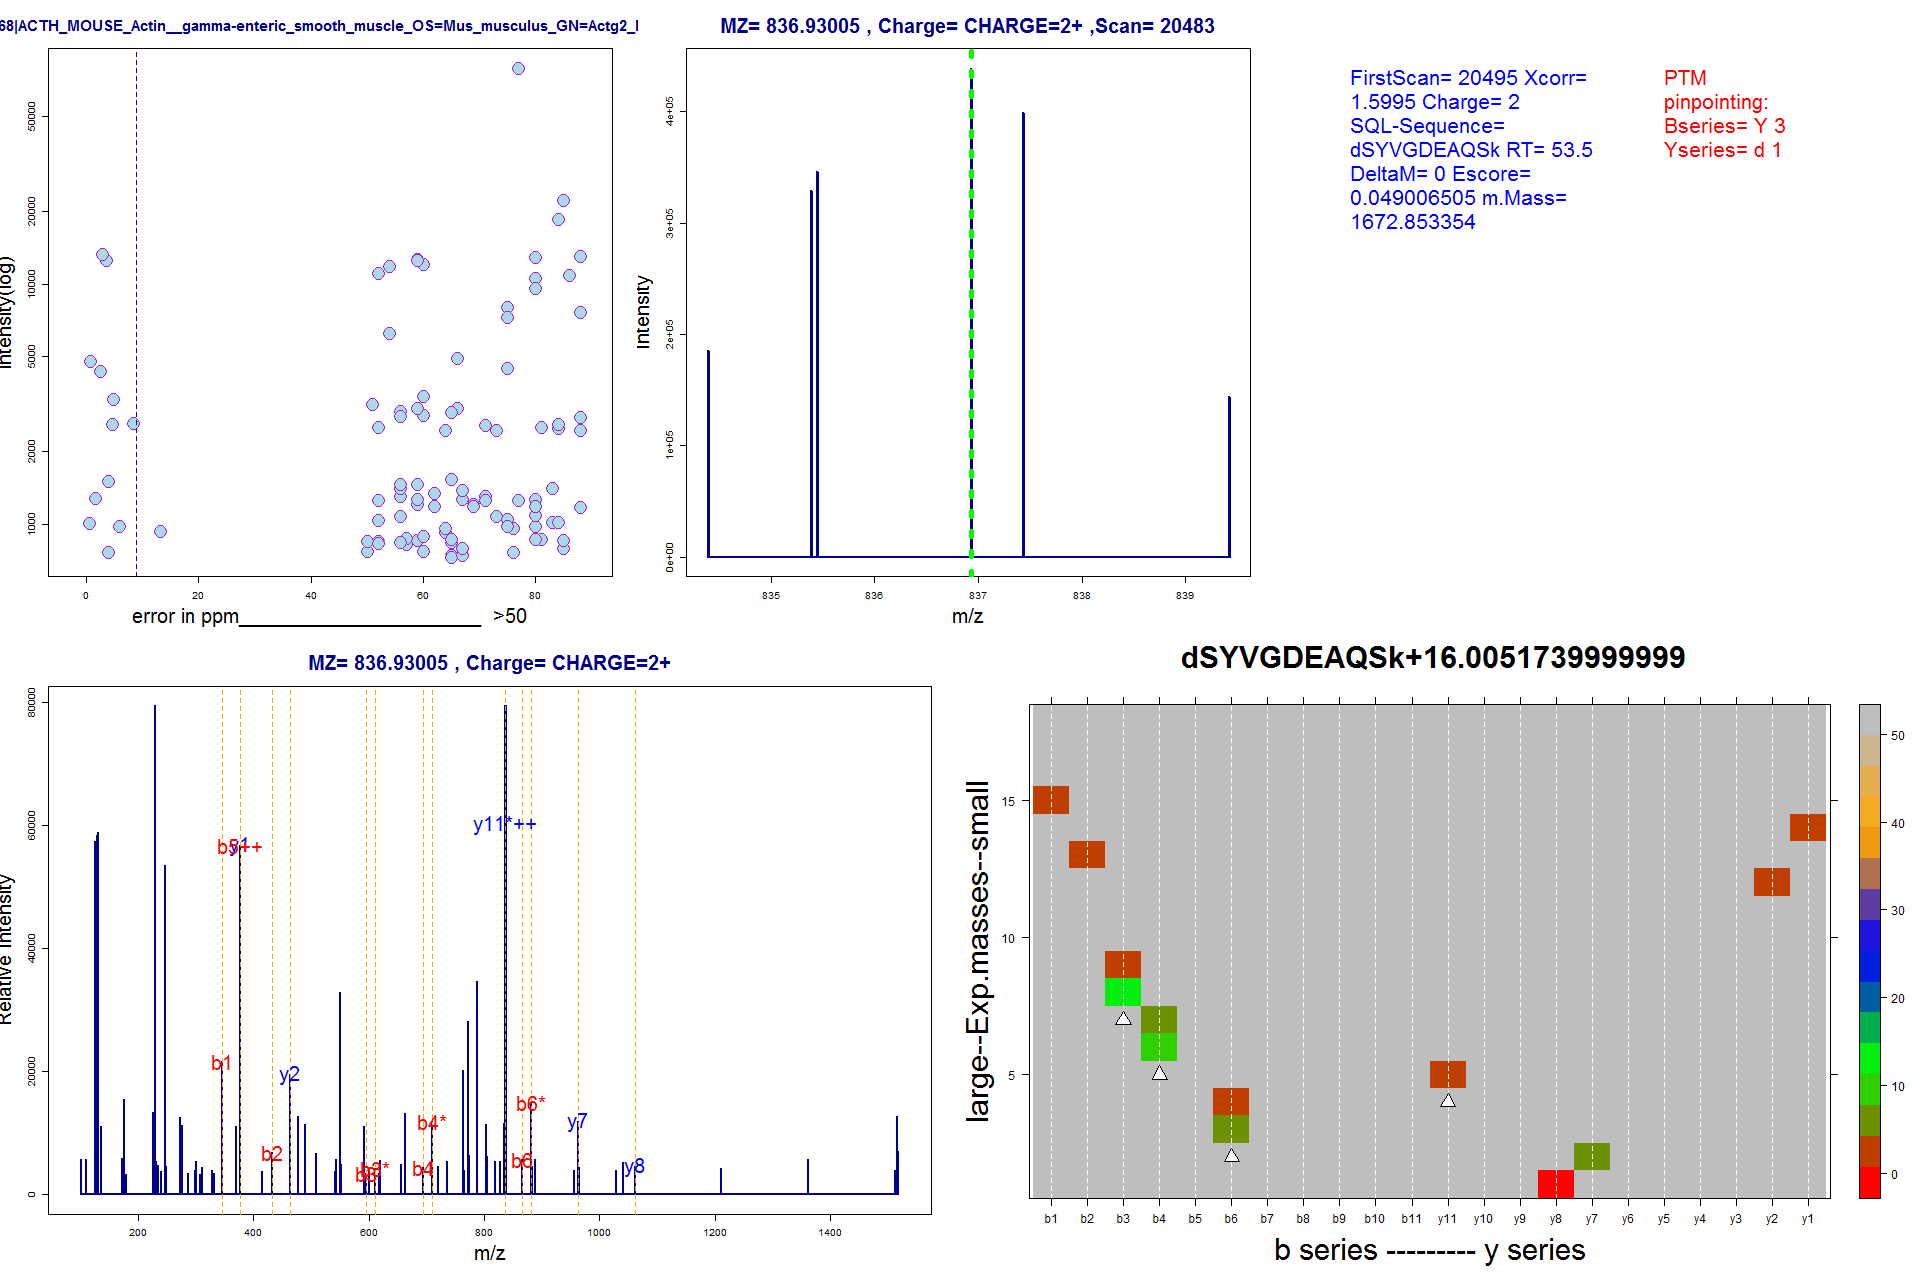 68|ACTH_MOUSE_Actin__gamma-enteric_smooth_muscle_OS=Mus_musculus_GN=Actg2_I
Intensity(log)
50000
20000
10000
5000
2000
1000
0 20 40 60 80
error in ppm______________________ >50
MZ= 836.93005 , Charge= CHARGE=2+ ,Scan= 20483
Intensity
4e+05
3e+05
2e+05
1e+05
0e+00
835 836 837 838 839
m/z
FirstScan= 20495 Xcorr=
1.5995 Charge= 2
SQL-Sequence=
dSYVGDEAQSk RT= 53.5
DeltaM= 0 Escore=
0.049006505 m.Mass=
1672.853354
PTM
pinpointing:
Bseries= Y 3
Yseries= d 1
MZ= 836.93005 , Charge= CHARGE=2+
Relative Intensity
80000
60000
40000
20000
0
y11*++
b5++
y1
b1
y2
b6*
b4*
y7
b2
b6
y8
b4
b3*
b3
200 400 600 800 1000 1200 1400
m/z
dSYVGDEAQSk+16.0051739999999
large--Exp.masses--small
15
10
5
b1 b2 b3 b4 b5 b6 b7 b8 b9 b10 b11 y11 y10 y9 y8 y7 y6 y5 y4 y3 y2 y1
b series --------- y series
50
40
30
20
10
0